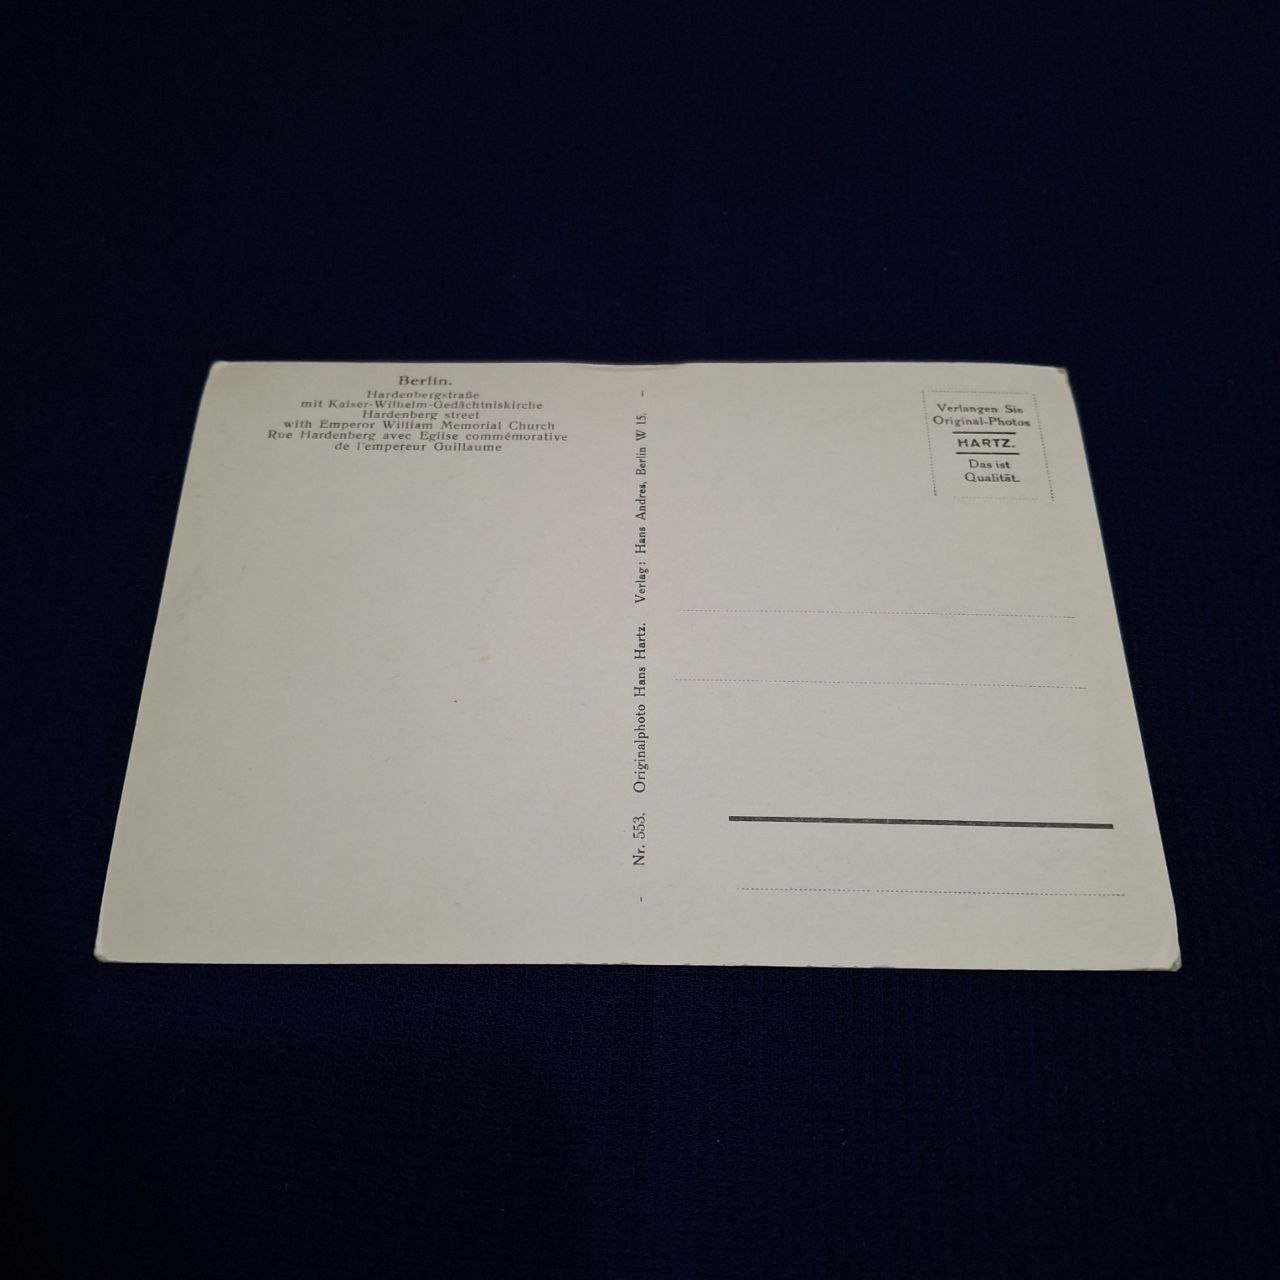 Berlin.
Hardenbergstraße
mit Kaiser-Wilhelm-Gedächtniskirche
Hardenberg street
with Emperor William Memorial Church
Rue Hardenberg avec Eglise commémorative
de l'empereur Guillaume
Nr. 553. Originalphoto Hans Hartz. Verlag: Hans Andres, Berlin W 15.
Verlangen Sie
Original-Photos
HARTZ.
Das ist
Qualität.